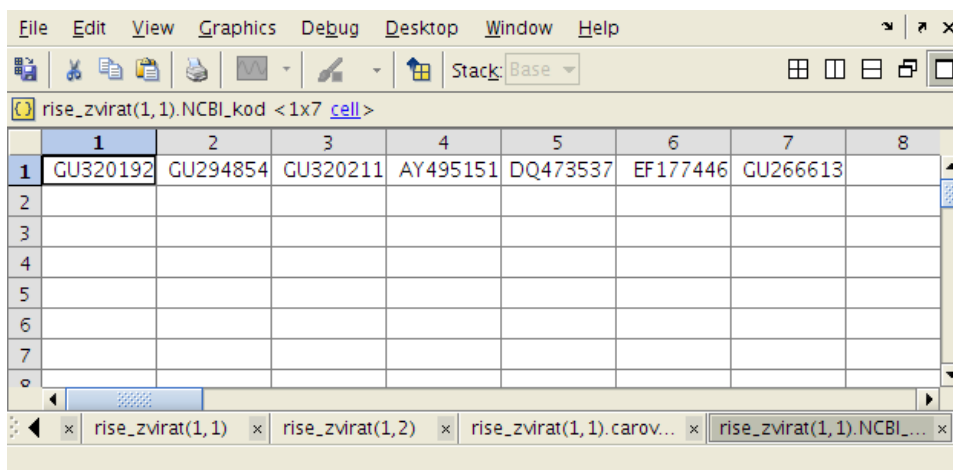 File Edit View Graphics Debug Desktop Window Help
Stack: Base
rise_zvirat(1,1).NCBI_kod <1x7 cell>
1 2 3 4 5 6 7 8
1 GU320192 GU294854 GU320211 AY495151 DQ473537 EF177446 GU266613
2
3
4
5
6
7
rise_zvirat(1,1) rise_zvirat(1,2) rise_zvirat(1,1).carov... rise_zvirat(1,1).NCBI_...